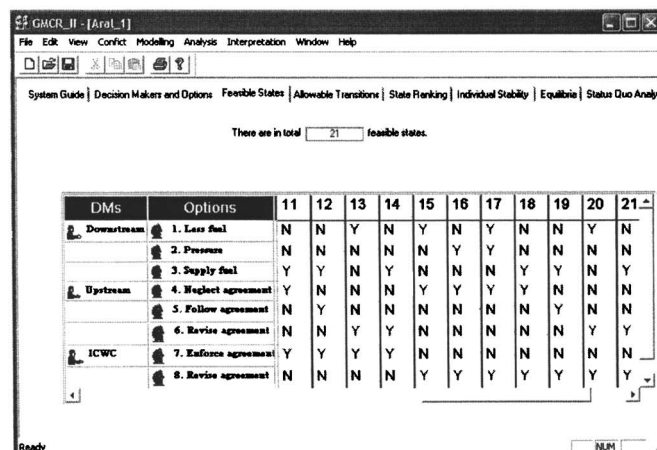 GMCR_II - [Aral_1]
File Edit View Confict Modelling Analysis Interpretation Window Help
System Guide Decision Makers and Options Feasible States Allowable Transitions State Ranking Individual Stability Equilibria Status Quo Analy
There are in total 21 feasible states.
DMs Options 11 12 13 14 15 16 17 18 19 20 21
Downstream 1. Less fuel N N Y N Y N Y N N Y N
2. Pressure N N N N N Y Y N N N N
3. Supply fuel Y Y N Y N N N Y Y N Y
Upstream 4. Neglect agreement Y N N N Y Y Y Y N N N
5. Follow agreement N Y N N N N N N Y N N
6. Revise agreement N N Y Y N N N N N Y Y
ICWC 7. Enforce agreement Y Y Y Y N N N N N N N
8. Revise agreement N N N N Y Y Y Y Y Y Y
Ready NUM